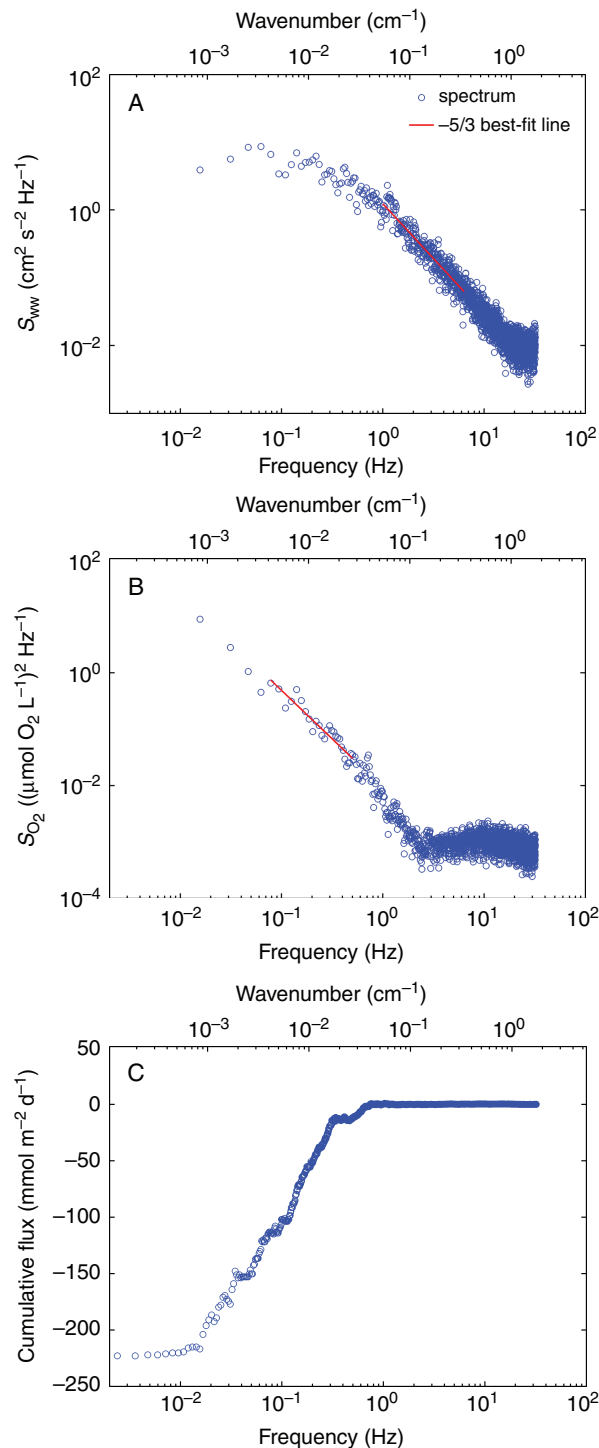 Wavenumber (cm⁻¹)
10⁻³ 10⁻² 10⁻¹ 10⁰
10²
A
spectrum
–5/3 best-fit line
10⁰
10⁻²
S_ww (cm² s⁻² Hz⁻¹)
10⁻² 10⁻¹ 10⁰ 10¹ 10²
Frequency (Hz)
Wavenumber (cm⁻¹)
10⁻³ 10⁻² 10⁻¹ 10⁰
10²
B
10⁰
10⁻²
10⁻⁴
S_O₂ ((μmol O₂ L⁻¹)² Hz⁻¹)
10⁻² 10⁻¹ 10⁰ 10¹ 10²
Frequency (Hz)
Wavenumber (cm⁻¹)
10⁻³ 10⁻² 10⁻¹ 10⁰
50
C
0
–50
–100
–150
–200
–250
Cumulative flux (mmol m⁻² d⁻¹)
10⁻² 10⁻¹ 10⁰ 10¹ 10²
Frequency (Hz)